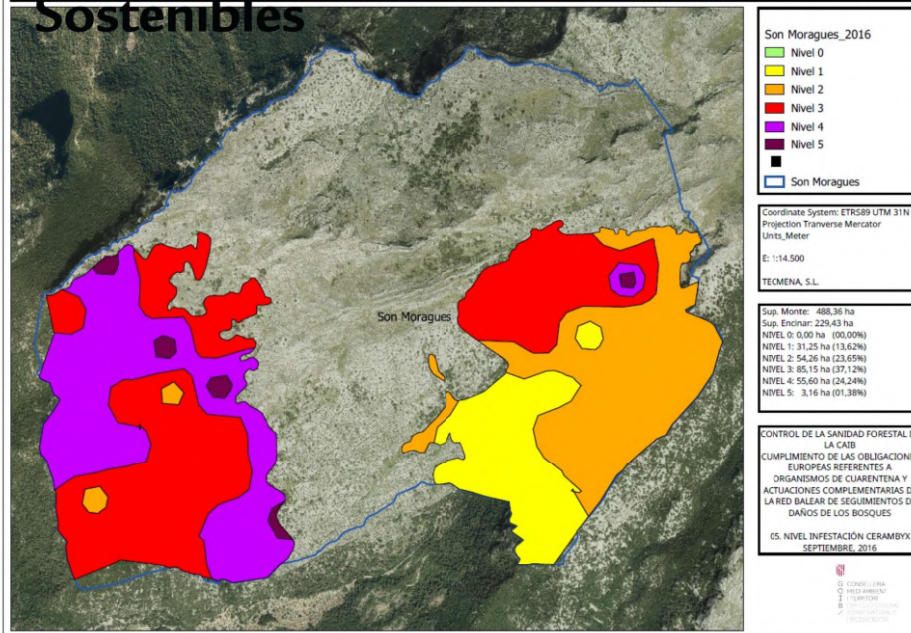 Sostenibles
Son Moragues
Son Moragues_2016
Nivel 0
Nivel 1
Nivel 2
Nivel 3
Nivel 4
Nivel 5
Son Moragues
Coordinate System: ETRS89 UTM 31N
Projection Tranverse Mercator
Units_Meter
E: 1:14.500
TECMENA, S.L.
Sup. Monte: 488,36 ha
Sup. Encinar: 229,43 ha
NIVEL 0: 0,00 ha (00,00%)
NIVEL 1: 31,25 ha (13,62%)
NIVEL 2: 54,26 ha (23,65%)
NIVEL 3: 85,15 ha (37,12%)
NIVEL 4: 55,60 ha (24,24%)
NIVEL 5: 3,16 ha (01,38%)
CONTROL DE LA SANIDAD FORESTAL
LA CAIB
CUMPLIMIENTO DE LAS OBLIGACION
EUROPEAS REFERENTES A
ORGANISMOS DE CUARENTENA Y
ACTUACIONES COMPLEMENTARIAS D
LA RED BALEAR DE SEGUIMIENTOS D
DAÑOS DE LOS BOSQUES
05. NIVEL INFESTACIÓN CERAMBYX
SEPTIEMBRE, 2016
G CONSELLERIA
O MEDI AMBIENT
I I TERRITORI